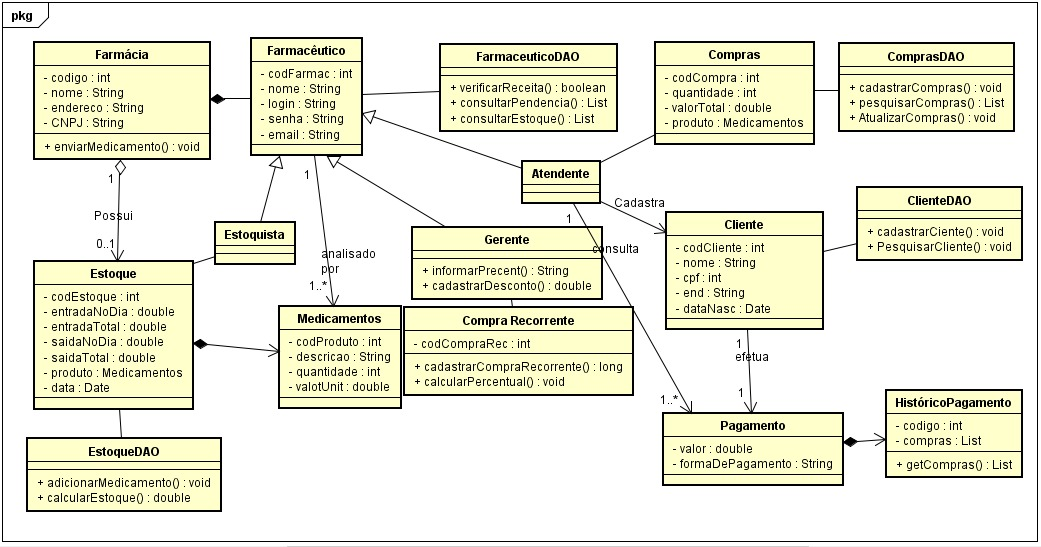 pkg
Farmácia
- codigo : int
- nome : String
- endereco : String
- CNPJ : String
+ enviarMedicamento() : void
Farmacêutico
- codFarmac : int
- nome : String
- login : String
- senha : String
- email : String
FarmaceuticoDAO
+ verificarReceita() : boolean
+ consultarPendencia() : List
+ consultarEstoque() : List
Compras
- codCompra : int
- quantidade : int
- valorTotal : double
- produto : Medicamentos
ComprasDAO
+ cadastrarCompras() : void
+ pesquisarCompras() : List
+ AtualizarCompras() : void
Atendente
1
Possui
0..1
1
analisado
por
1..*
Cadastra
1
consulta
1..*
Estoquista
Gerente
+ informarPrecent() : String
+ cadastrarDesconto() : double
Cliente
- codCliente : int
- nome : String
- cpf : int
- end : String
- dataNasc : Date
ClienteDAO
+ cadastrarCiente() : void
+ PesquisarCliente() : void
Estoque
- codEstoque : int
- entradaNoDia : double
- entradaTotal : double
- saidaNoDia : double
- saidaTotal : double
- produto : Medicamentos
- data : Date
Medicamentos
- codProduto : int
- descricao : String
- quantidade : int
- valotUnit : double
Compra Recorrente
- codCompraRec : int
+ cadastrarCompraRecorrente() : long
+ calcularPercentual() : void
1
efetua
1
Pagamento
- valor : double
- formaDePagamento : String
HistóricoPagamento
- codigo : int
- compras : List
+ getCompras() : List
EstoqueDAO
+ adicionarMedicamento() : void
+ calcularEstoque() : double